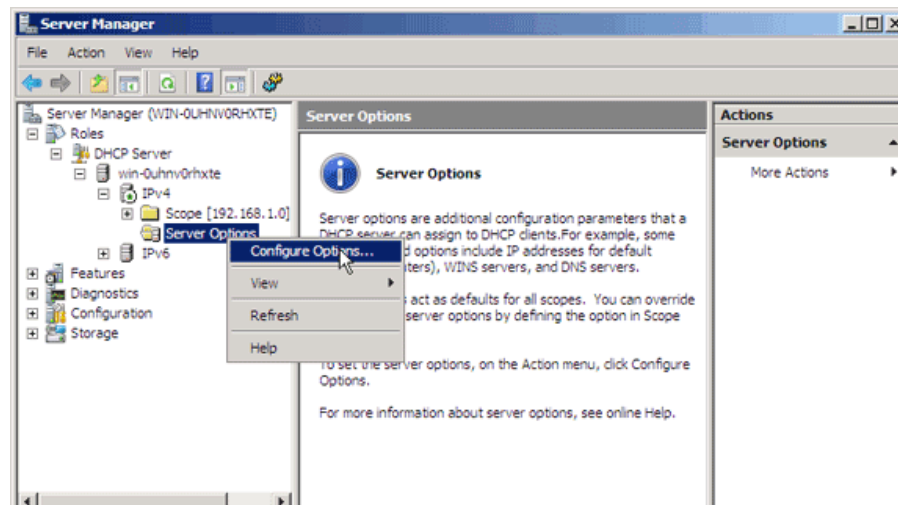 Server Manager
File Action View Help
Server Manager (WIN-0UHNV0RHXTE)
Roles
DHCP Server
win-0uhnv0rhxte
IPv4
Scope [192.168.1.0]
Server Options
IPv6
Features
Diagnostics
Configuration
Storage
Configure Options...
View
Refresh
Help
Server Options
Server Options
Server options are additional configuration parameters that a
DHCP server can assign to DHCP clients.For example, some
d options include IP addresses for default
ters), WINS servers, and DNS servers.
s act as defaults for all scopes. You can override
server options by defining the option in Scope
To set the server options, on the Action menu, click Configure
Options.
For more information about server options, see online Help.
Actions
Server Options
More Actions